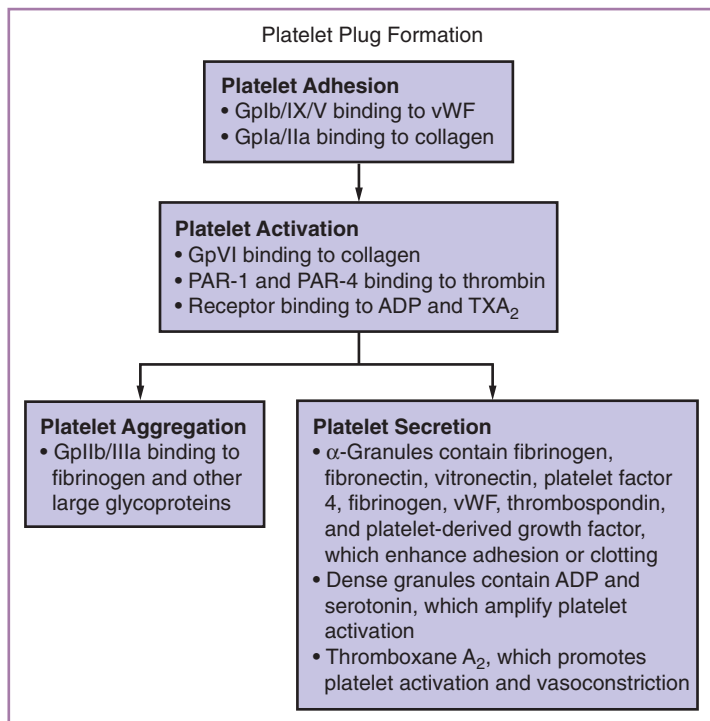 Platelet Plug Formation
Platelet Adhesion
• GpIb/IX/V binding to vWF
• GpIa/IIa binding to collagen
Platelet Activation
• GpVI binding to collagen
• PAR-1 and PAR-4 binding to thrombin
• Receptor binding to ADP and TXA₂
Platelet Aggregation
• GpIIb/IIIa binding to
fibrinogen and other
large glycoproteins
Platelet Secretion
• α-Granules contain fibrinogen,
fibronectin, vitronectin, platelet factor
4, fibrinogen, vWF, thrombospondin,
and platelet-derived growth factor,
which enhance adhesion or clotting
• Dense granules contain ADP and
serotonin, which amplify platelet
activation
• Thromboxane A₂, which promotes
platelet activation and vasoconstriction